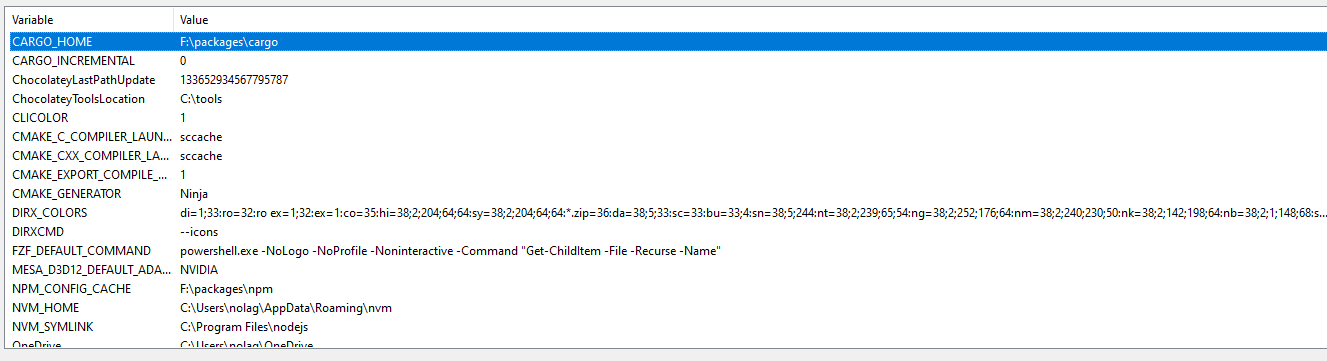 Variable Value
CARGO_HOME F:\packages\cargo
CARGO_INCREMENTAL 0
ChocolateyLastPathUpdate 133652934567795787
ChocolateyToolsLocation C:\tools
CLICOLOR 1
CMAKE_C_COMPILER_LAUN... sccache
CMAKE_CXX_COMPILER_LA... sccache
CMAKE_EXPORT_COMPILE_... 1
CMAKE_GENERATOR Ninja
DIRX_COLORS di=1;33:ro=32:ro ex=1;32:ex=1:co=35:hi=38;2;204;64;64:sy=38;2;204;64;64:*.zip=36:da=38;5;33:sc=33:bu=33;4:sn=38;5;244:nt=38;2;239;65;54:ng=38;2;252;176;64:nm=38;2;240;230;50:nk=38;2;142;198;64:nb=38;2;1;148;68:s...
DIRXCMD --icons
FZF_DEFAULT_COMMAND powershell.exe -NoLogo -NoProfile -Noninteractive -Command "Get-ChildItem -File -Recurse -Name"
MESA_D3D12_DEFAULT_ADA... NVIDIA
NPM_CONFIG_CACHE F:\packages\npm
NVM_HOME C:\Users\nolag\AppData\Roaming\nvm
NVM_SYMLINK C:\Program Files\nodejs
OneDrive C:\Users\nolag\OneDrive